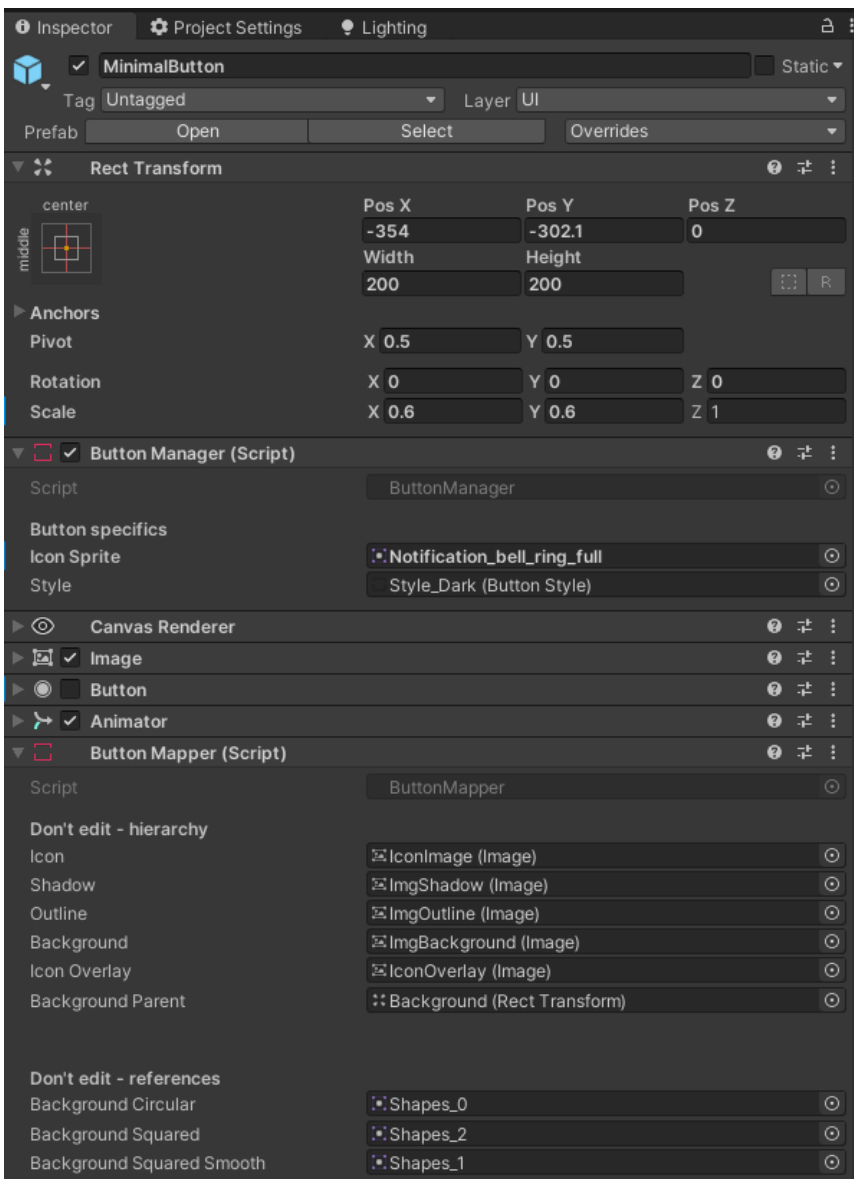 Inspector Project Settings Lighting
MinimalButton Static
Tag Untagged Layer UI
Prefab Open Select Overrides
Rect Transform
center
middle
Pos X Pos Y Pos Z
-354 -302.1 0
Width Height
200 200 R
Anchors
Pivot X 0.5 Y 0.5
Rotation X 0 Y 0 Z 0
Scale X 0.6 Y 0.6 Z 1
Button Manager (Script)
Script ButtonManager
Button specifics
Icon Sprite Notification_bell_ring_full
Style Style_Dark (Button Style)
Canvas Renderer
Image
Button
Animator
Button Mapper (Script)
Script ButtonMapper
Don't edit - hierarchy
Icon IconImage (Image)
Shadow ImgShadow (Image)
Outline ImgOutline (Image)
Background ImgBackground (Image)
Icon Overlay IconOverlay (Image)
Background Parent Background (Rect Transform)
Don't edit - references
Background Circular Shapes_0
Background Squared Shapes_2
Background Squared Smooth Shapes_1